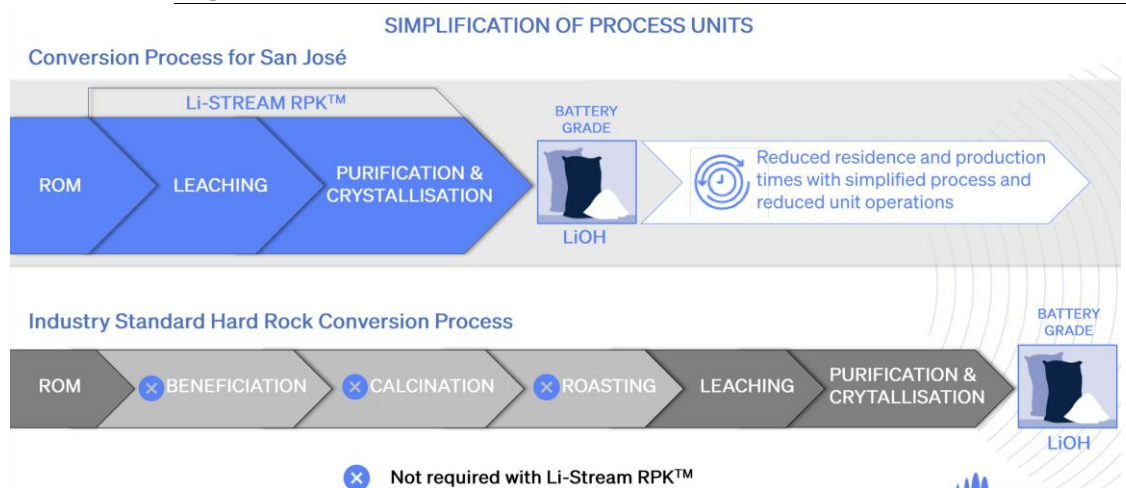 SIMPLIFICATION OF PROCESS UNITS
Conversion Process for San José
Li-STREAM RPK™
ROM
LEACHING
PURIFICATION &
CRYSTALLISATION
BATTERY
GRADE
LiOH
Reduced residence and production
times with simplified process and
reduced unit operations
Industry Standard Hard Rock Conversion Process
ROM
BENEFICIATION
CALCINATION
ROASTING
LEACHING
PURIFICATION &
CRYTALLISATION
BATTERY
GRADE
LiOH
Not required with Li-Stream RPK™